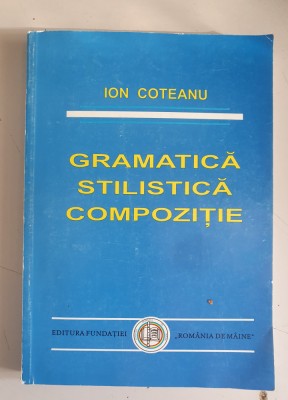 ION COTEANU
GRAMATICĂ
STILISTICĂ
COMPOZIȚIE
EDITURA FUNDAȚIEI „ROMÂNIA DE MÂINE”